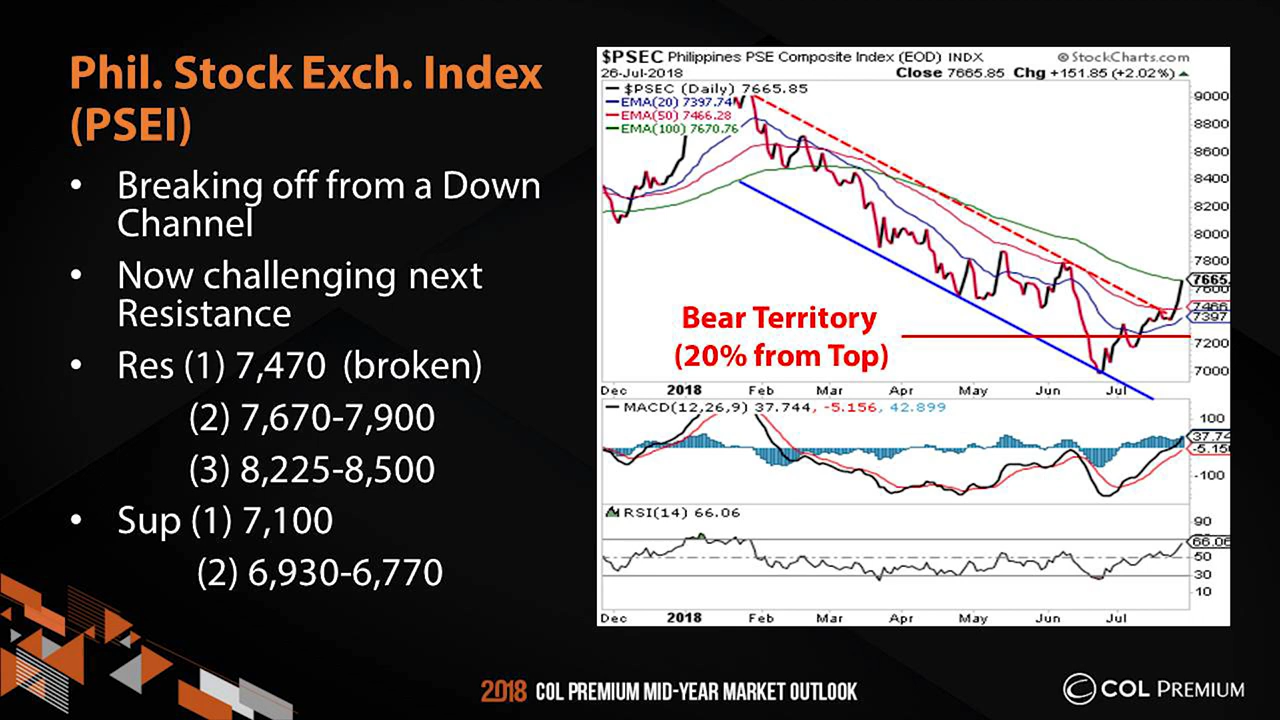 Phil. Stock Exch. Index
(PSEI)
• Breaking off from a Down
Channel
• Now challenging next
Resistance
• Res (1) 7,470 (broken)
(2) 7,670-7,900
(3) 8,225-8,500
• Sup (1) 7,100
(2) 6,930-6,770
$PSEC Philippines PSE Composite Index (EOD) INDX © StockCharts.com
26-Jul-2018 Close 7665.85 Chg +151.85 (+2.02%)
$PSEC (Daily) 7665.85
EMA(20) 7397.74
EMA(50) 7466.28
EMA(100) 7670.76
9000
8800
8600
8400
8200
8000
7800
7665.
7600
7466
7397
7200
7000
Bear Territory
(20% from Top)
Dec 2018 Feb Mar Apr May Jun Jul
MACD(12,26,9) 37.744, -5.156, 42.899
100
37.74
-5.156
-100
RSI(14) 66.06
90
66.06
50
30
10
Dec 2018 Feb Mar Apr May Jun Jul
2018 COL PREMIUM MID-YEAR MARKET OUTLOOK
COL PREMIUM